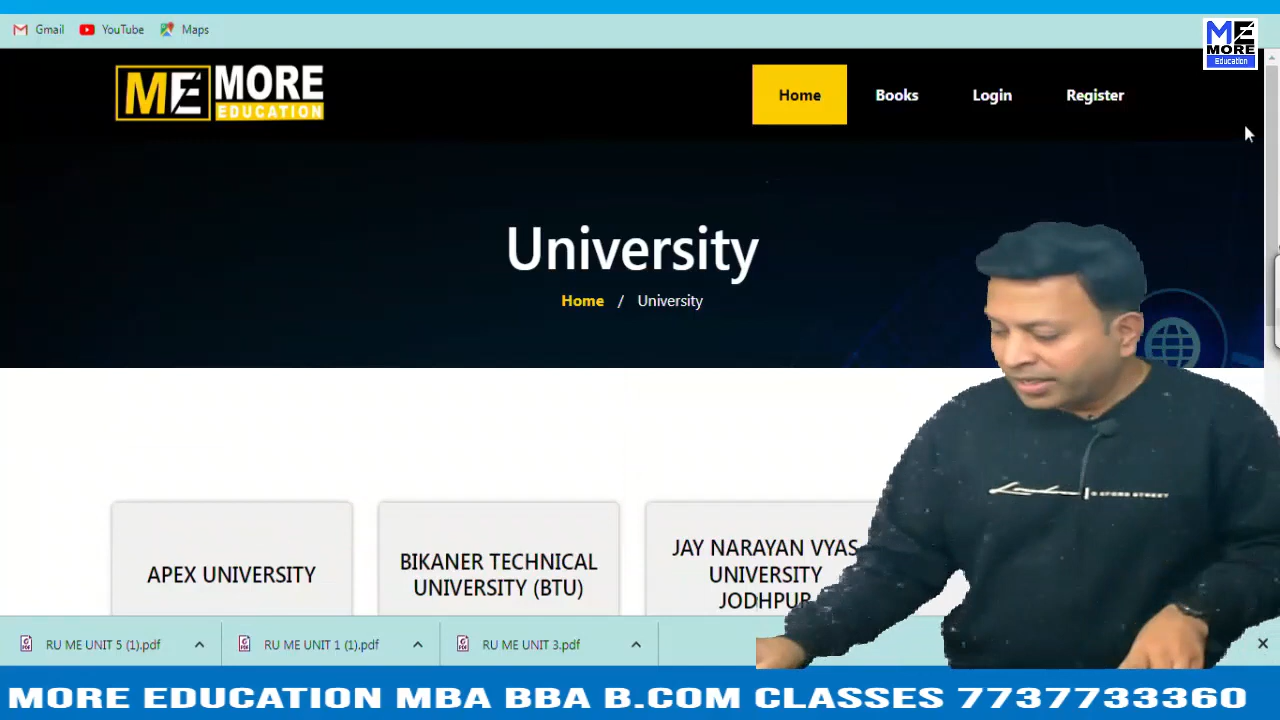 Gmail YouTube Maps
ME
MORE
Education
ME MORE
EDUCATION
Home Books Login Register
University
Home / University
APEX UNIVERSITY
BIKANER TECHNICAL
UNIVERSITY (BTU)
JAY NARAYAN VYAS
UNIVERSITY
JODHPUR
RU ME UNIT 5 (1).pdf
RU ME UNIT 1 (1).pdf
RU ME UNIT 3.pdf
MORE EDUCATION MBA BBA B.COM CLASSES 7737733360